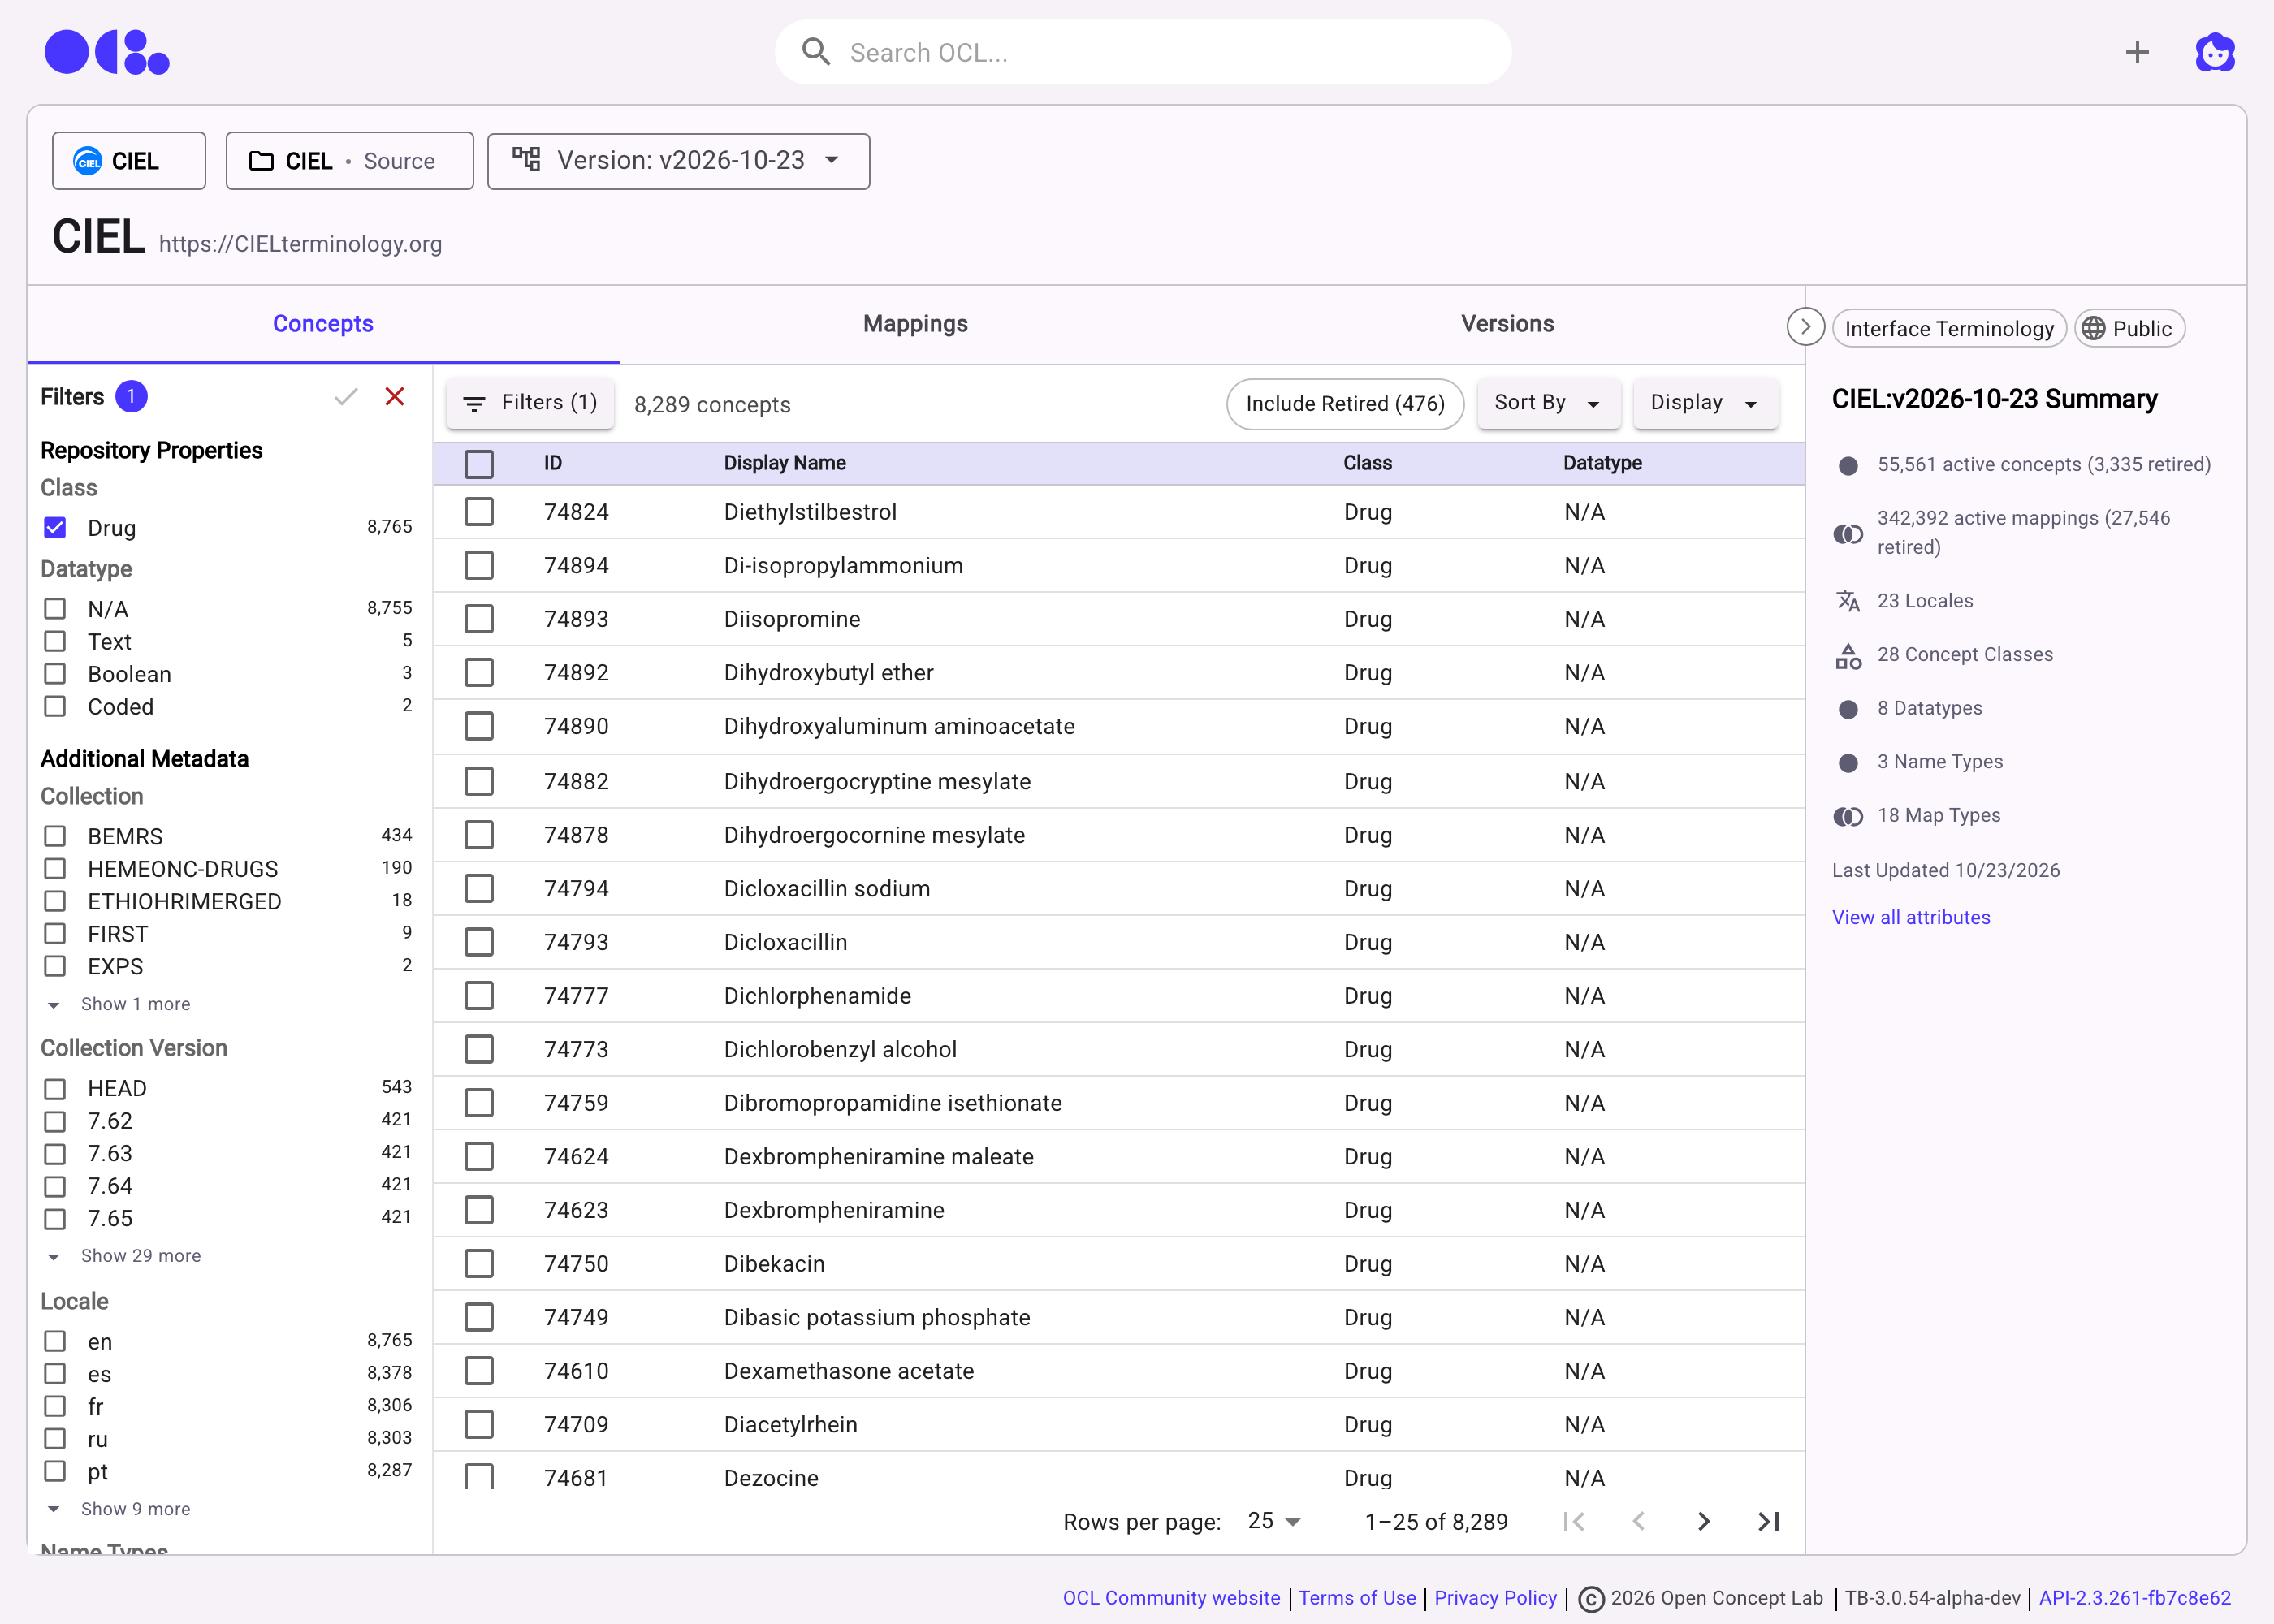 OCL
Search OCL...
CIEL CIEL
CIEL • Source
Version: v2026-10-23
CIEL https://CIELterminology.org
Concepts
Mappings
Versions
Filters 1
Repository Properties
Class
Drug 8,765
Datatype
N/A 8,755
Text 5
Boolean 3
Coded 2
Additional Metadata
Collection
BEMRS 434
HEMEONC-DRUGS 190
ETHIOHRIMERGED 18
FIRST 9
EXPS 2
Show 1 more
Collection Version
HEAD 543
7.62 421
7.63 421
7.64 421
7.65 421
Show 29 more
Locale
en 8,765
es 8,378
fr 8,306
ru 8,303
pt 8,287
Show 9 more
Name Types
Filters (1) 8,289 concepts Include Retired (476) Sort By Display
ID Display Name Class Datatype
74824 Diethylstilbestrol Drug N/A
74894 Di-isopropylammonium Drug N/A
74893 Diisopromine Drug N/A
74892 Dihydroxybutyl ether Drug N/A
74890 Dihydroxyaluminum aminoacetate Drug N/A
74882 Dihydroergocryptine mesylate Drug N/A
74878 Dihydroergocornine mesylate Drug N/A
74794 Dicloxacillin sodium Drug N/A
74793 Dicloxacillin Drug N/A
74777 Dichlorphenamide Drug N/A
74773 Dichlorobenzyl alcohol Drug N/A
74759 Dibromopropamidine isethionate Drug N/A
74624 Dexbrompheniramine maleate Drug N/A
74623 Dexbrompheniramine Drug N/A
74750 Dibekacin Drug N/A
74749 Dibasic potassium phosphate Drug N/A
74610 Dexamethasone acetate Drug N/A
74709 Diacetylrhein Drug N/A
74681 Dezocine Drug N/A
Rows per page: 25 1–25 of 8,289
Interface Terminology Public
CIEL:v2026-10-23 Summary
55,561 active concepts (3,335 retired)
342,392 active mappings (27,546
retired)
23 Locales
28 Concept Classes
8 Datatypes
3 Name Types
18 Map Types
Last Updated 10/23/2026
View all attributes
OCL Community website | Terms of Use | Privacy Policy | © 2026 Open Concept Lab | TB-3.0.54-alpha-dev | API-2.3.261-fb7c8e62